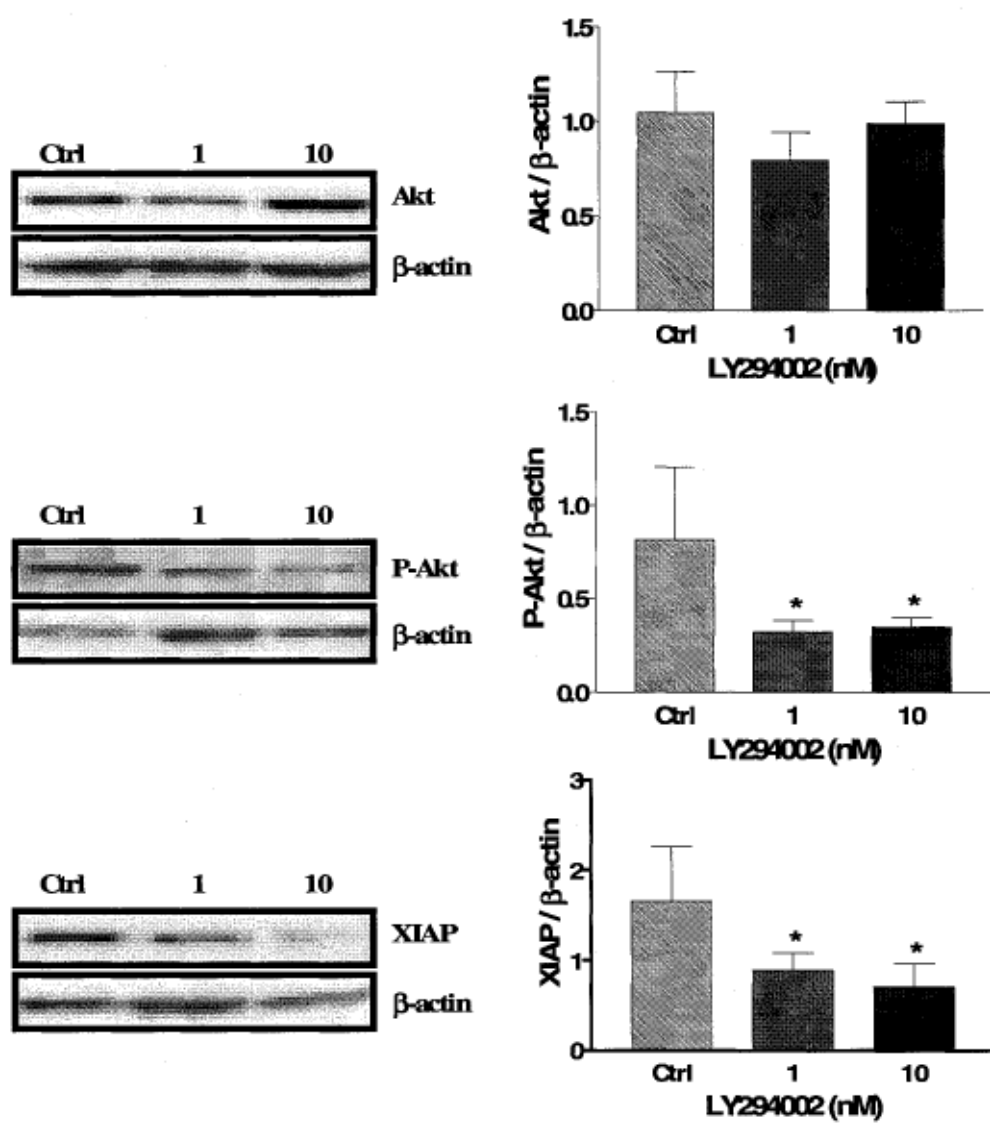 Ctrl 1 10
Akt
β-actin
1.5
1.0
0.5
0.0
Akt / β-actin
Ctrl 1 10
LY294002 (nM)
Ctrl 1 10
P-Akt
β-actin
1.5
1.0
0.5
0.0
P-Akt / β-actin
* *
Ctrl 1 10
LY294002 (nM)
Ctrl 1 10
XIAP
β-actin
3
2
1
0
XIAP / β-actin
* *
Ctrl 1 10
LY294002 (nM)